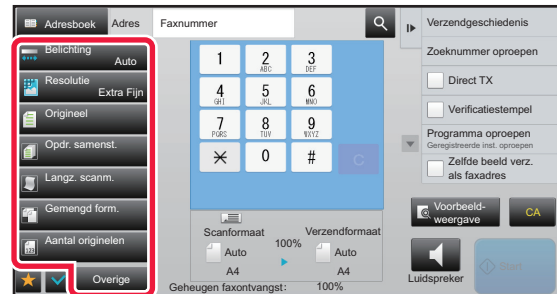 Adresboek
Adres
Faxnummer
Belichting
Auto
Resolutie
Extra Fijn
Origineel
Opdr. samenst.
Langz. scanm.
Gemengd form.
Aantal originelen
Overige
1
2
ABC
3
DEF
4
GHI
5
JKL
6
MNO
7
PQRS
8
TUV
9
WXYZ
0
#
C
Scanformaat
Auto
A4
100%
Verzendformaat
Auto
A4
Geheugen faxontvangst: 100%
Verzendgeschiedenis
Zoeknummer oproepen
Direct TX
Verificatiestempel
Programma oproepen
Geregistreerde inst. oproepen
Zelfde beeld verz.
als faxadres
Voorbeeld-
weergave
CA
Luidspreker
Start